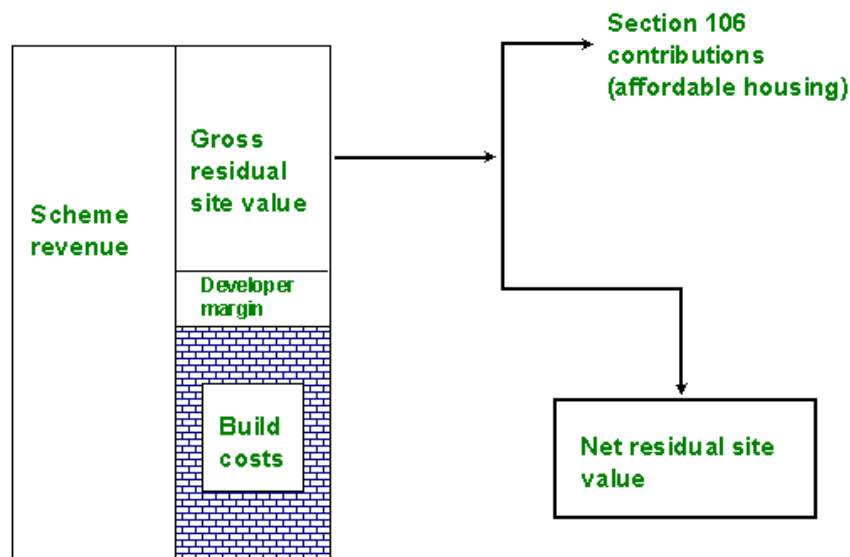 Scheme
revenue
Gross
residual
site value
Developer
margin
Build
costs
Section 106
contributions
(affordable housing)
Net residual site
value